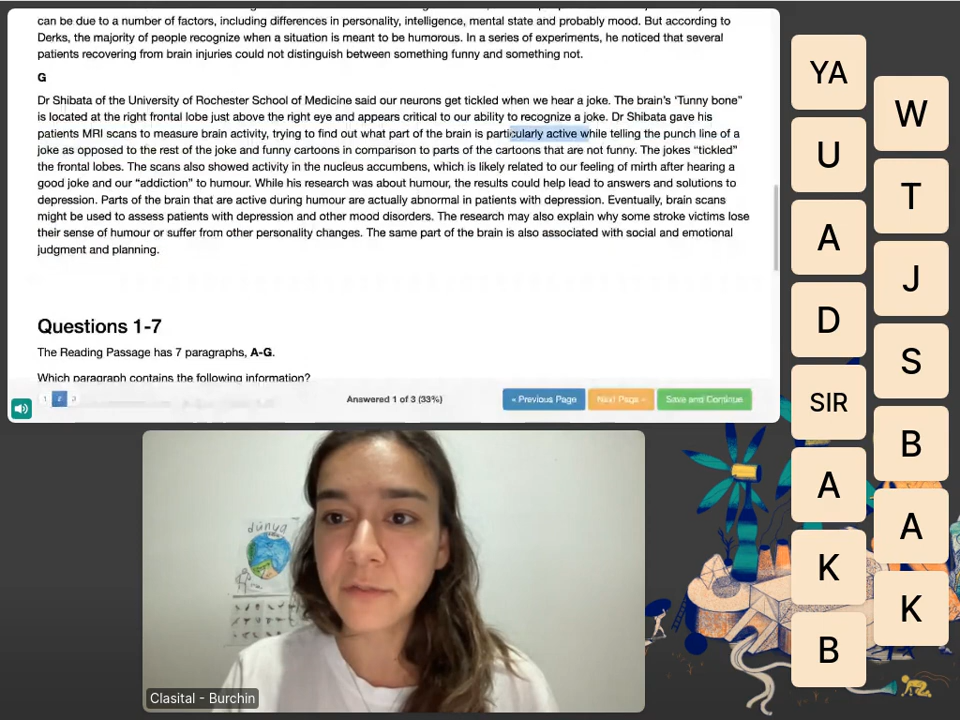 can be due to a number of factors, including differences in personality, intelligence, mental state and probably mood. But according to
Derks, the majority of people recognize when a situation is meant to be humorous. In a series of experiments, he noticed that several
patients recovering from brain injuries could not distinguish between something funny and something not.
G
Dr Shibata of the University of Rochester School of Medicine said our neurons get tickled when we hear a joke. The brain's 'Tunny bone"
is located at the right frontal lobe just above the right eye and appears critical to our ability to recognize a joke. Dr Shibata gave his
patients MRI scans to measure brain activity, trying to find out what part of the brain is particularly active while telling the punch line of a
joke as opposed to the rest of the joke and funny cartoons in comparison to parts of the cartoons that are not funny. The jokes "tickled"
the frontal lobes. The scans also showed activity in the nucleus accumbens, which is likely related to our feeling of mirth after hearing a
good joke and our "addiction" to humour. While his research was about humour, the results could help lead to answers and solutions to
depression. Parts of the brain that are active during humour are actually abnormal in patients with depression. Eventually, brain scans
might be used to assess patients with depression and other mood disorders. The research may also explain why some stroke victims lose
their sense of humour or suffer from other personality changes. The same part of the brain is also associated with social and emotional
judgment and planning.
Questions 1-7
The Reading Passage has 7 paragraphs, A-G.
Which paragraph contains the following information?
1
Answered 1 of 3 (33%)
« Previous Page
Next Page »
Save and Continue
dünya
Clasital - Burchin
YA
U
A
D
SIR
A
K
B
W
T
J
S
B
A
K